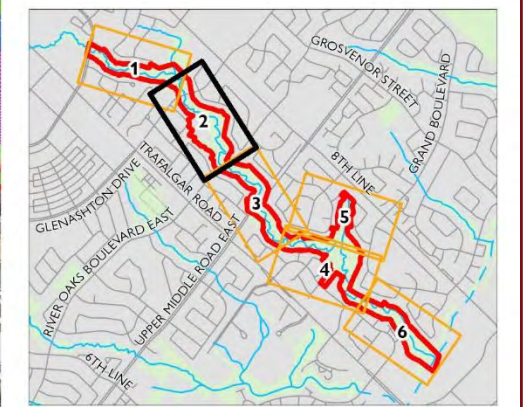 GROSVENOR STREET
GRAND BOULEVARD
8TH LINE
TRAFALGAR ROAD
GLENASHTON DRIVE
RIVER OAKS BOULEVARD EAST
UPPER MIDDLE ROAD EAST
6TH LINE
1
2
3
4
5
6